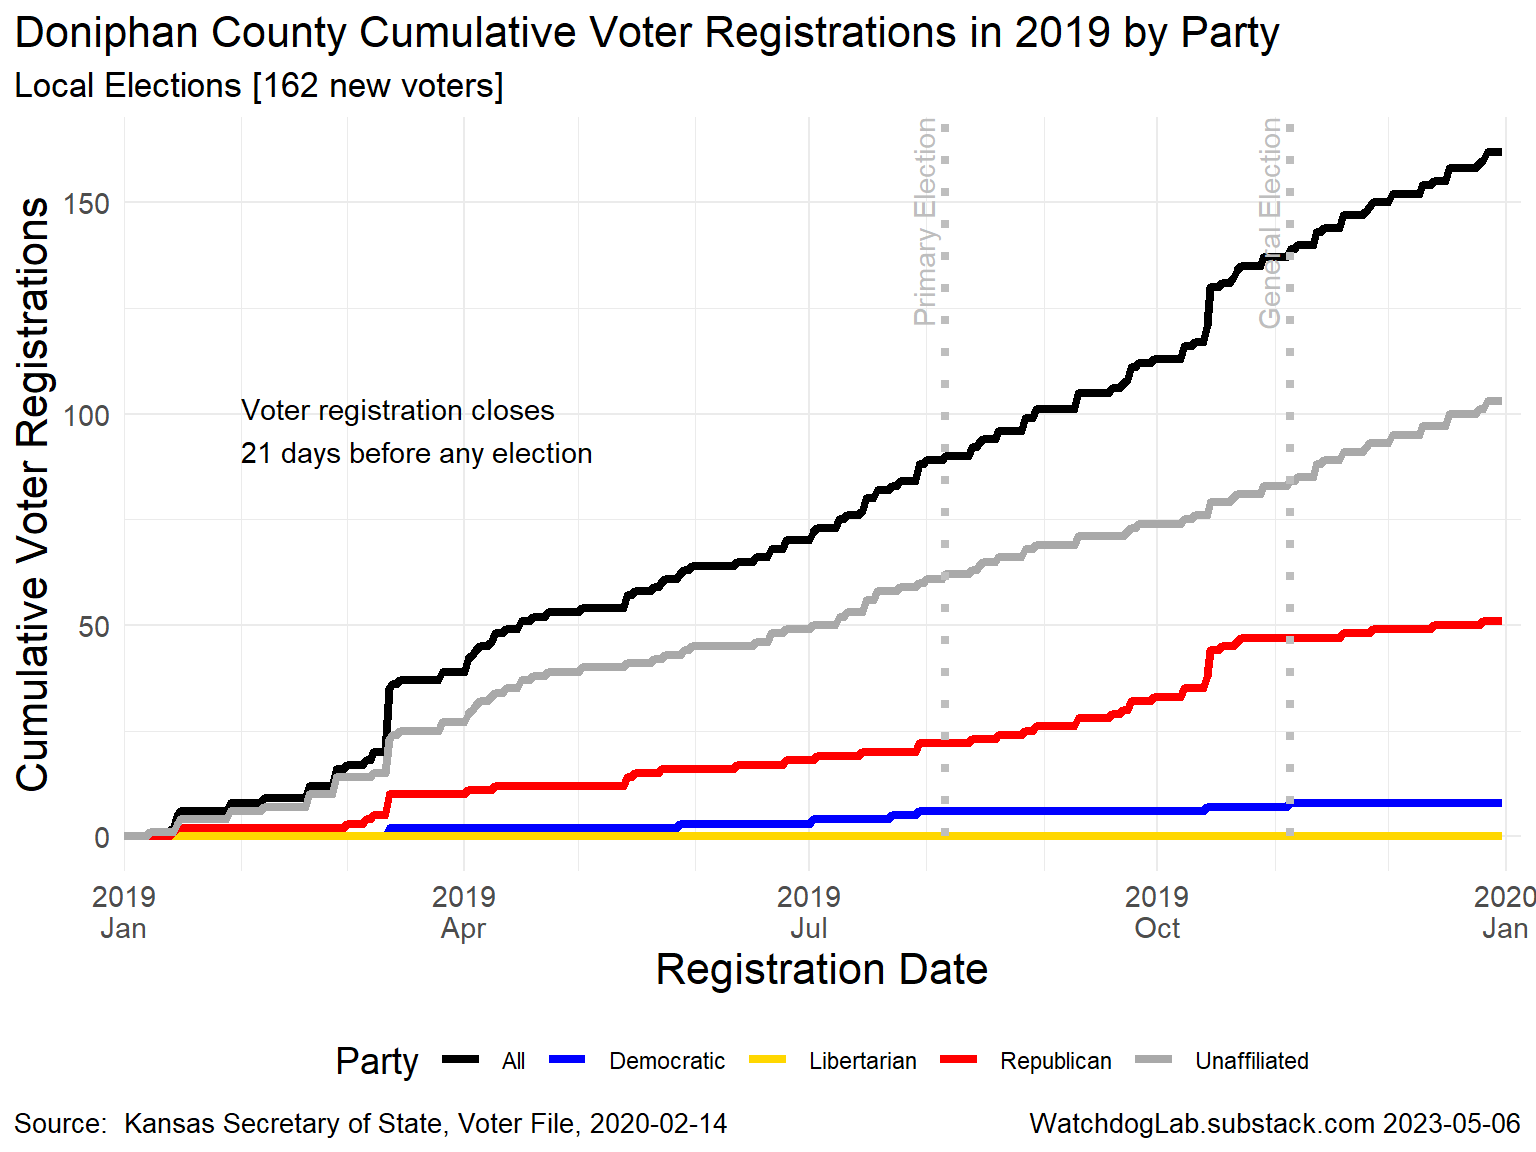 Doniphan County Cumulative Voter Registrations in 2019 by Party
Local Elections [162 new voters]
Cumulative Voter Registrations
150
100
50
0
Primary Election
General Election
Voter registration closes
21 days before any election
2019 2019 2019 2019 2020
Jan Apr Jul Oct Jan
Registration Date
Party All Democratic Libertarian Republican Unaffiliated
Source:  Kansas Secretary of State, Voter File, 2020-02-14
WatchdogLab.substack.com 2023-05-06